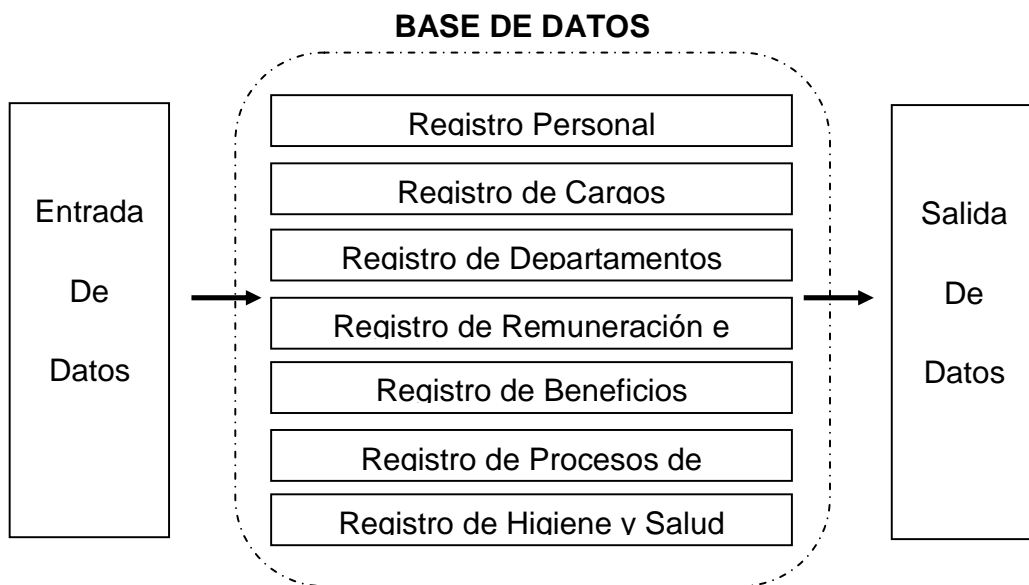 BASE DE DATOS
Entrada
De
Datos
Registro Personal
Registro de Cargos
Registro de Departamentos
Registro de Remuneración e
Registro de Beneficios
Registro de Procesos de
Registro de Higiene y Salud
Salida
De
Datos